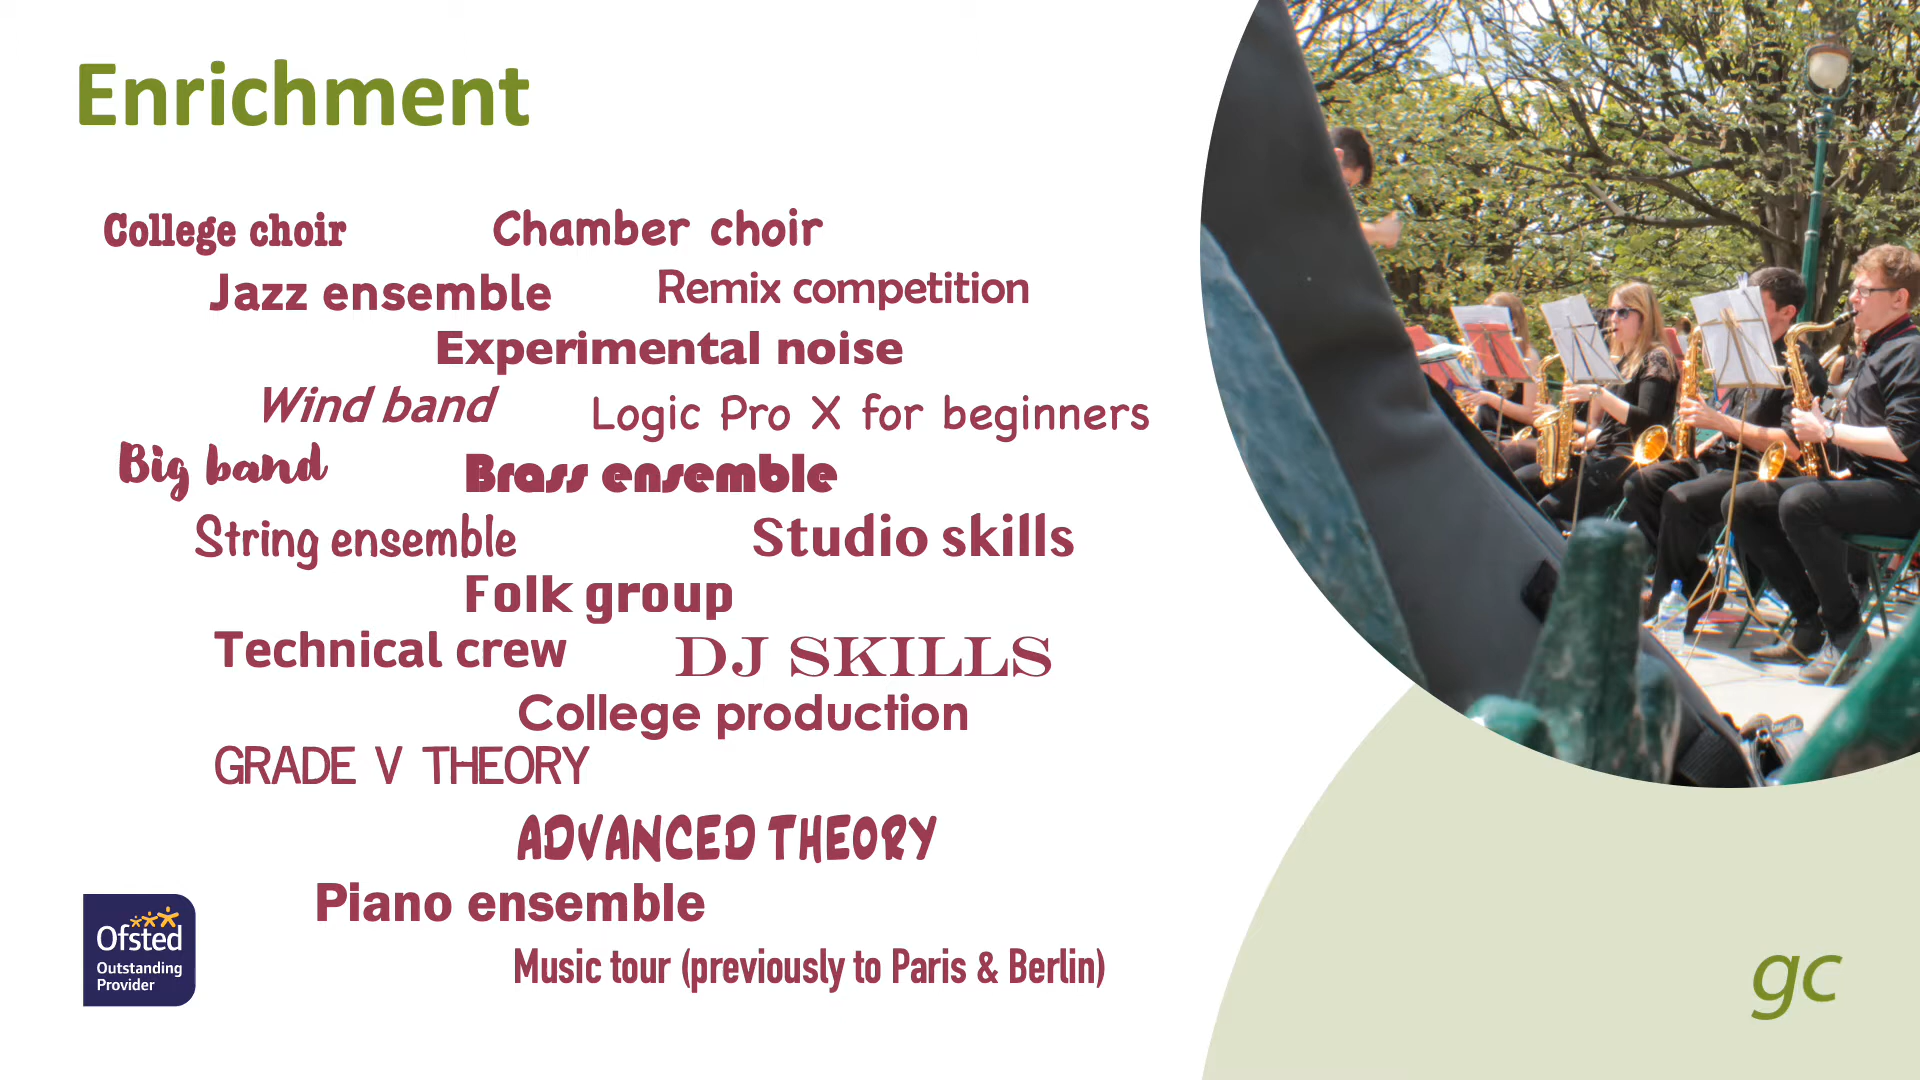 Enrichment
College choir
Chamber choir
Jazz ensemble
Remix competition
Experimental noise
Wind band
Logic Pro X for beginners
Big band
Brass ensemble
String ensemble
Studio skills
Folk group
Technical crew
DJ SKILLS
College production
GRADE V THEORY
ADVANCED THEORY
Piano ensemble
Music tour (previously to Paris & Berlin)
Ofsted
Outstanding
Provider
gc